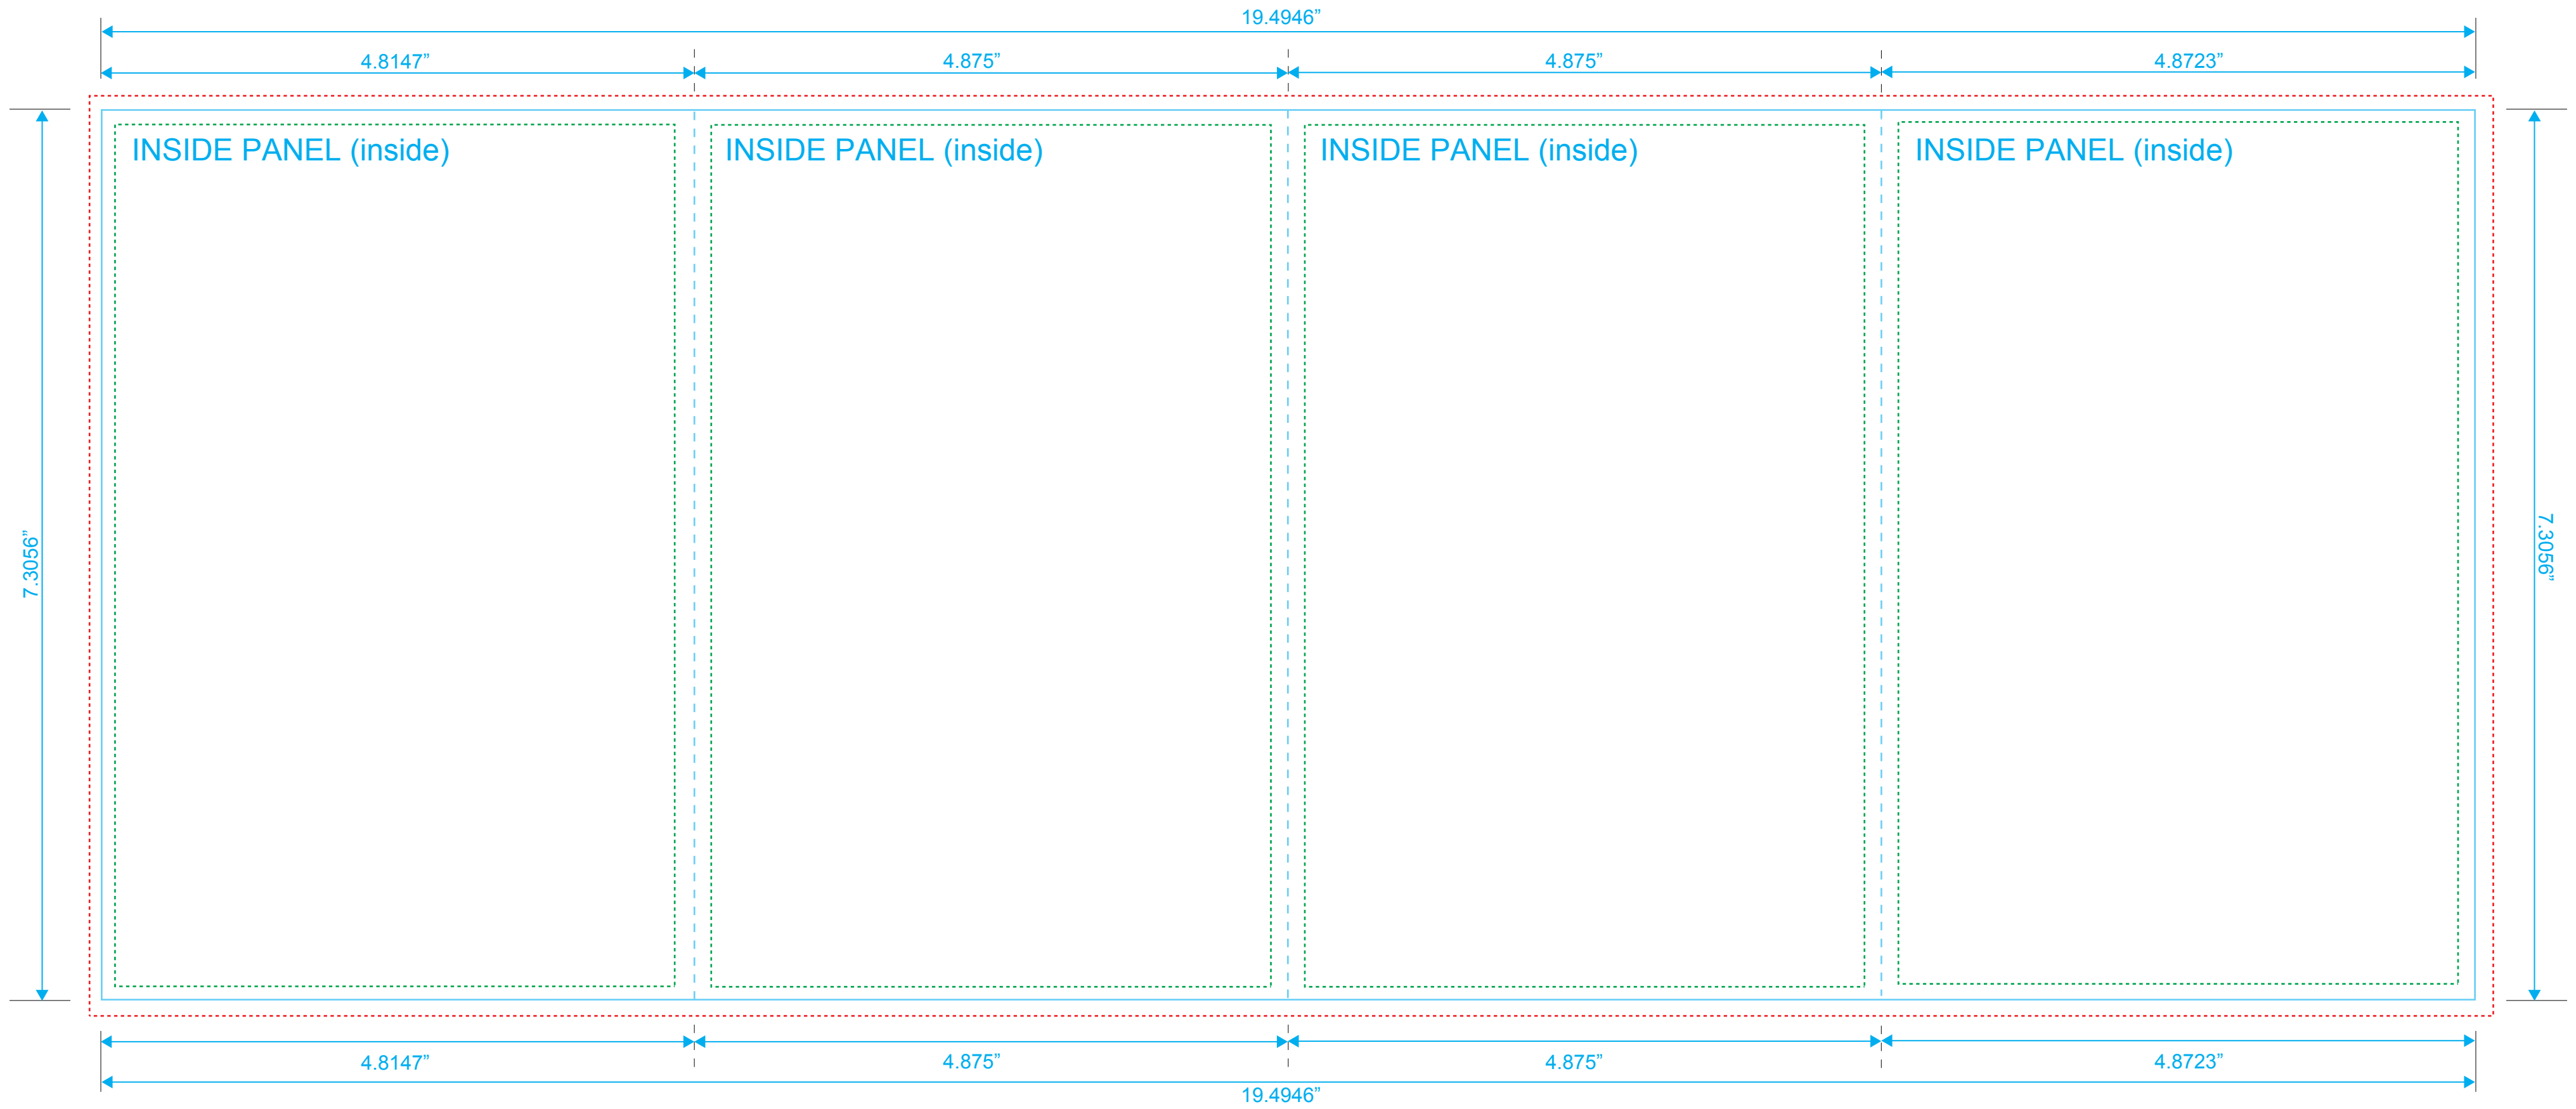 19.4946”
4.8147” 4.875” 4.875” 4.8723”
INSIDE PANEL (inside) INSIDE PANEL (inside) INSIDE PANEL (inside) INSIDE PANEL (inside)
7.3056” 7.3056”
4.8147” 4.875” 4.875” 4.8723”
19.4946”